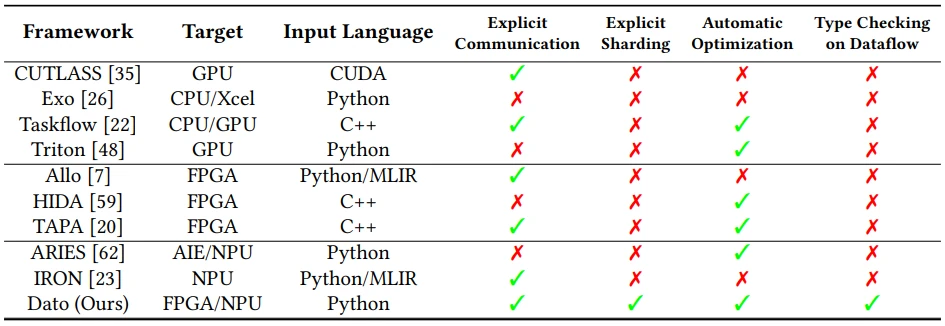 Framework Target Input Language Explicit Communication Explicit Sharding Automatic Optimization Type Checking on Dataflow
CUTLASS [35] GPU CUDA ✓ ✗ ✗ ✗
Exo [26] CPU/Xcel Python ✗ ✗ ✗ ✗
Taskflow [22] CPU/GPU C++ ✓ ✗ ✓ ✗
Triton [48] GPU Python ✗ ✗ ✓ ✗
Allo [7] FPGA Python/MLIR ✓ ✗ ✗ ✗
HIDA [59] FPGA C++ ✗ ✗ ✓ ✗
TAPA [20] FPGA C++ ✓ ✗ ✓ ✗
ARIES [62] AIE/NPU Python ✗ ✗ ✓ ✗
IRON [23] NPU Python/MLIR ✓ ✗ ✗ ✗
Dato (Ours) FPGA/NPU Python ✓ ✓ ✓ ✓